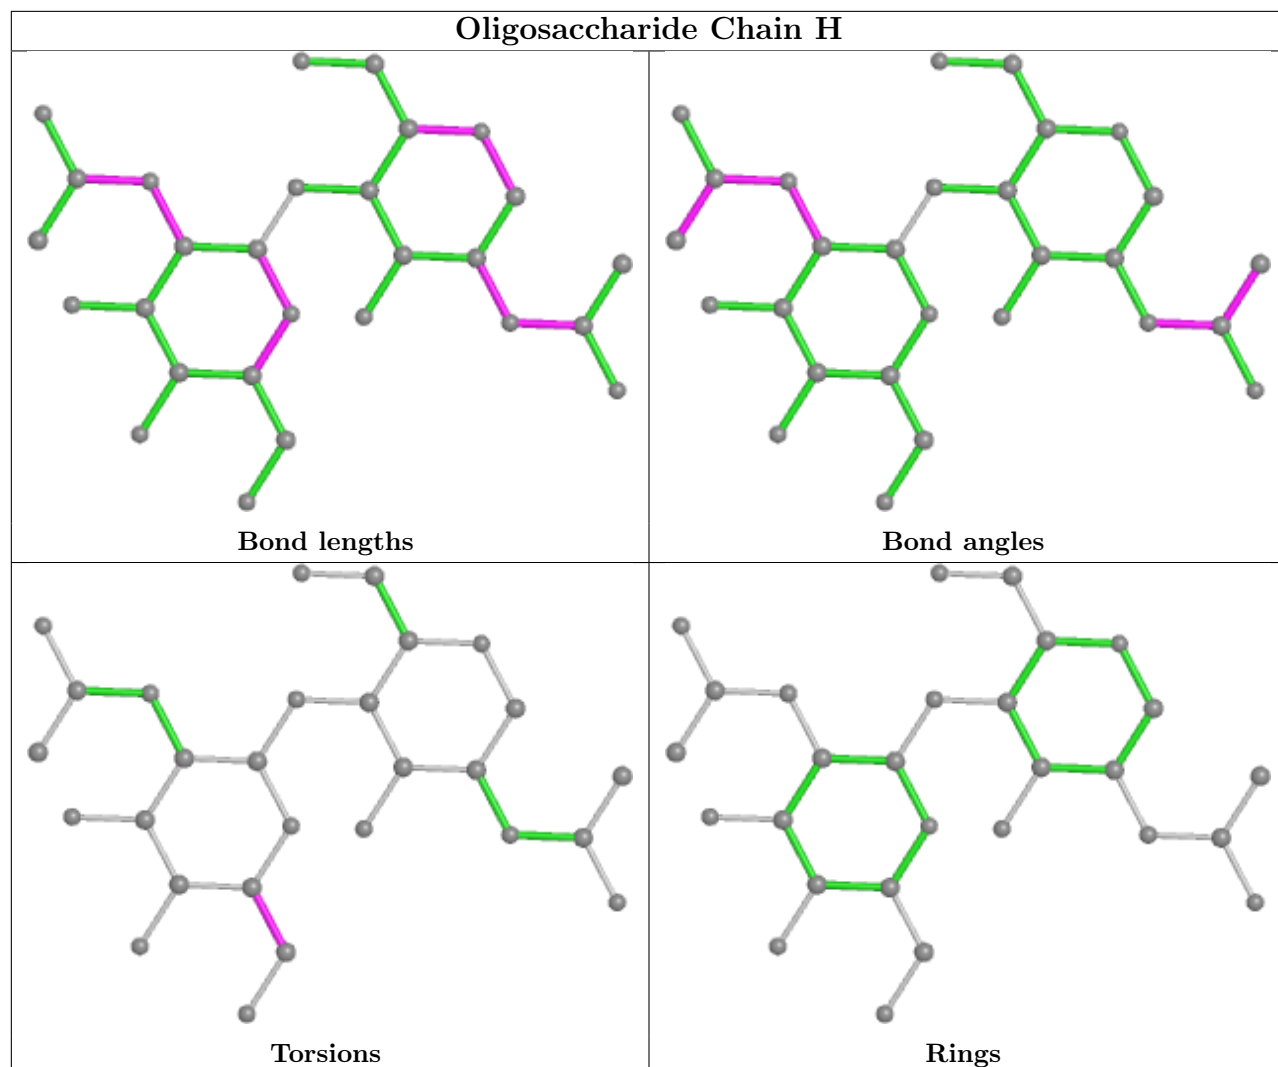 Oligosaccharide Chain H
Bond lengths
Bond angles
Torsions
Rings